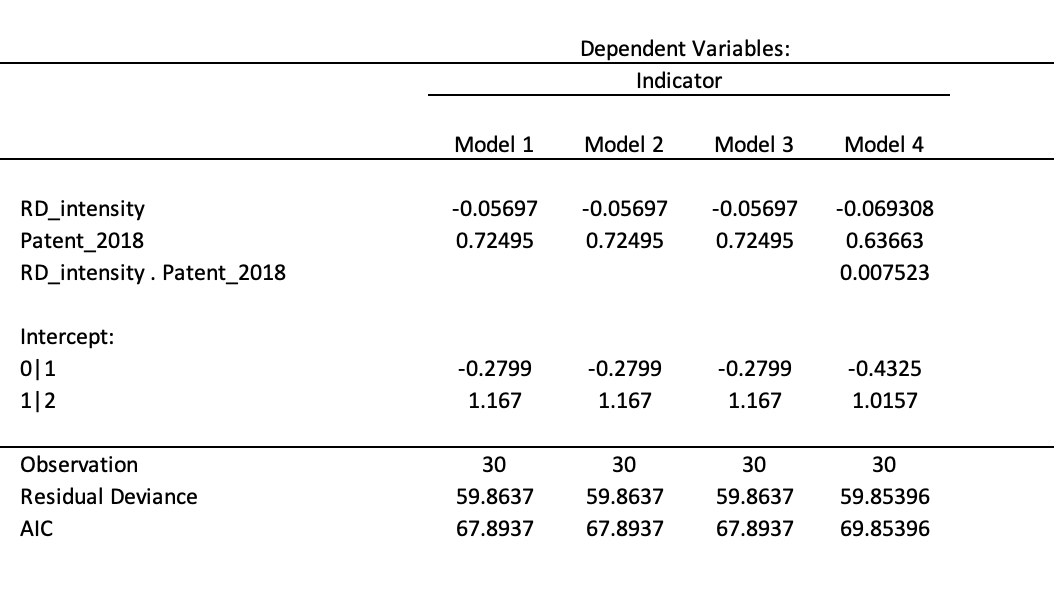 Dependent Variables:
Indicator
Model 1 Model 2 Model 3 Model 4
RD_intensity -0.05697 -0.05697 -0.05697 -0.069308
Patent_2018 0.72495 0.72495 0.72495 0.63663
RD_intensity . Patent_2018 0.007523
Intercept:
0|1 -0.2799 -0.2799 -0.2799 -0.4325
1|2 1.167 1.167 1.167 1.0157
Observation 30 30 30 30
Residual Deviance 59.8637 59.8637 59.8637 59.85396
AIC 67.8937 67.8937 67.8937 69.85396